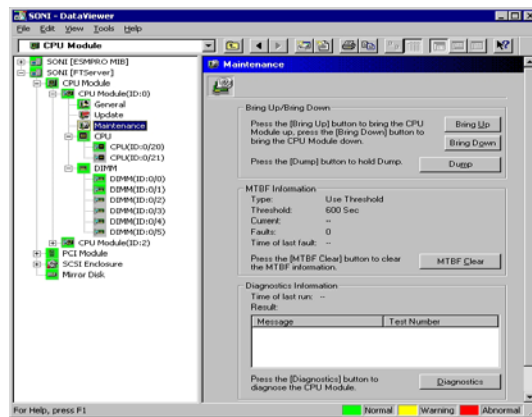 SONI - DataViewer
File Edit View Tools Help
CPU Module
SONI [ESMPRO MIB]
SONI [FTServer]
CPU Module
CPU Module(ID:0)
General
Update
Maintenance
CPU
CPU(ID:0/20)
CPU(ID:0/21)
DIMM
DIMM(ID:0/0)
DIMM(ID:0/1)
DIMM(ID:0/2)
DIMM(ID:0/3)
DIMM(ID:0/4)
DIMM(ID:0/5)
CPU Module(ID:2)
PCI Module
SCSI Enclosure
Mirror Disk
Maintenance
Bring Up/Bring Down
Press the [Bring Up] button to bring the CPU
Module up, press the [Bring Down] button to
bring the CPU Module down.
Bring Up
Bring Down
Press the [Dump] button to hold Dump.
Dump
MTBF Information
Type: Use Threshold
Threshold: 600 Sec
Current: --
Faults: 0
Time of last fault: --
Press the [MTBF Clear] button to clear
the MTBF information.
MTBF Clear
Diagnostics Information
Time of last run: --
Result:
Message Test Number
Press the [Diagnostics] button to
diagnose the CPU Module.
Diagnostics
For Help, press F1
Normal Warning Abnormal